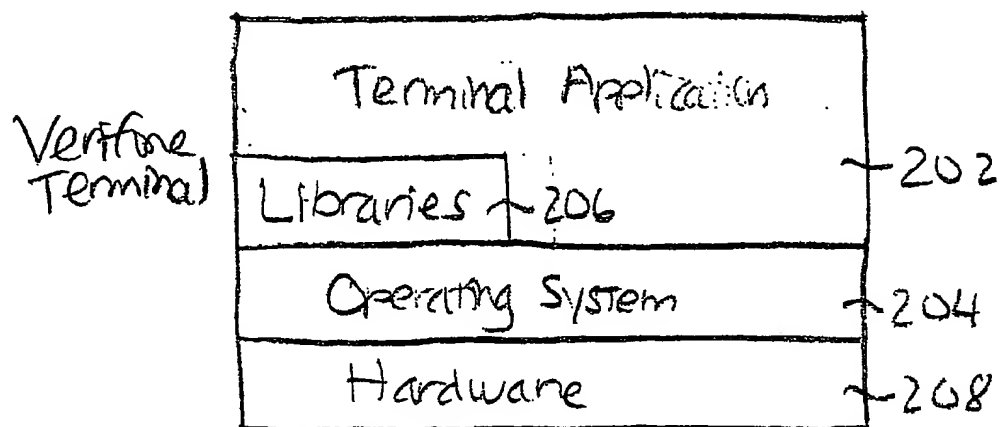 Terminal Application
Verifone
Terminal
202
Libraries 206
Operating System
204
Hardware
208